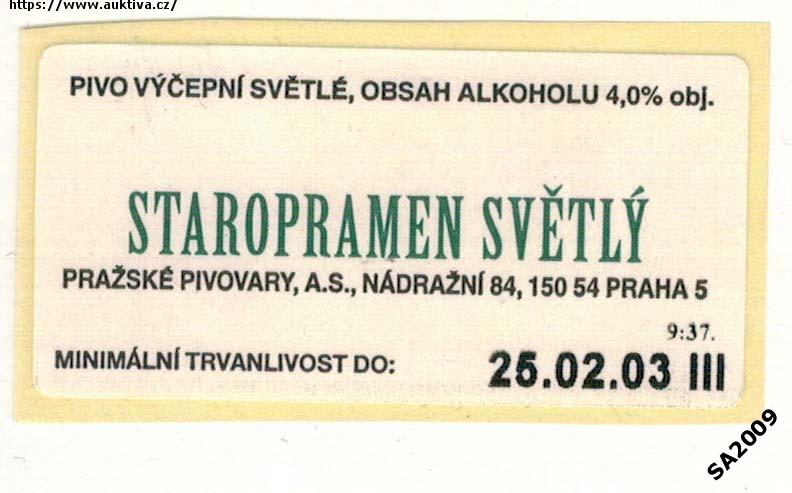 https://www.auktiva.cz/
PIVO VÝČEPNÍ SVĚTLÉ, OBSAH ALKOHOLU 4,0% obj.
STAROPRAMEN SVĚTLÝ
PRAŽSKÉ PIVOVARY, A.S., NÁDRAŽNÍ 84, 150 54 PRAHA 5
9:37.
MINIMÁLNÍ TRVANLIVOST DO: 25.02.03 III
SA2009